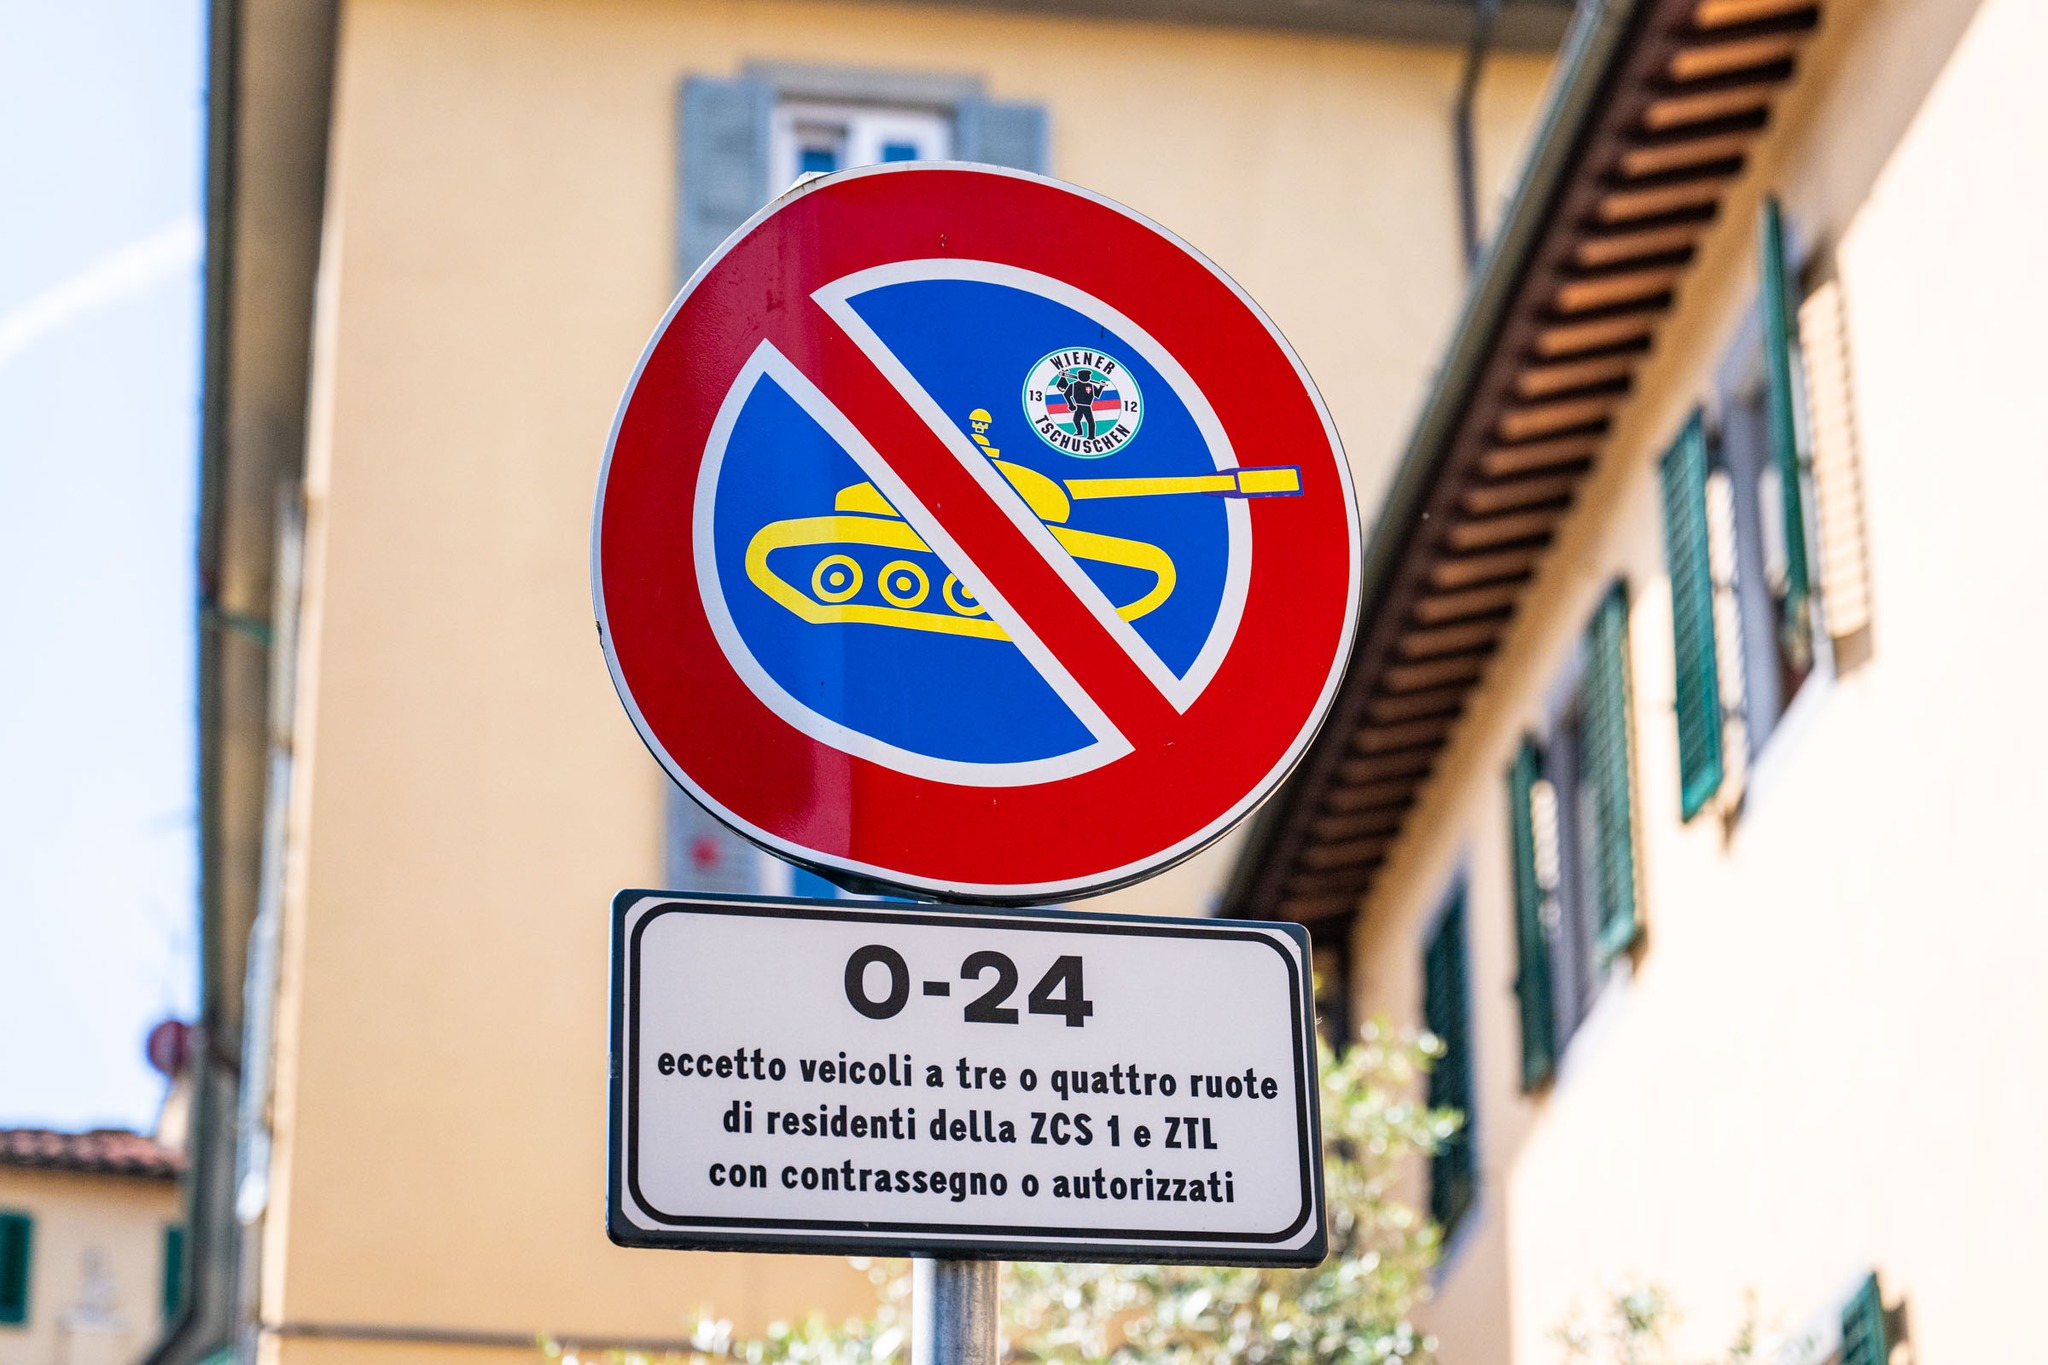 WIENER
13 12
TSCHUSCHEN
0-24
eccetto veicoli a tre o quattro ruote
di residenti della ZCS 1 e ZTL
con contrassegno o autorizzati